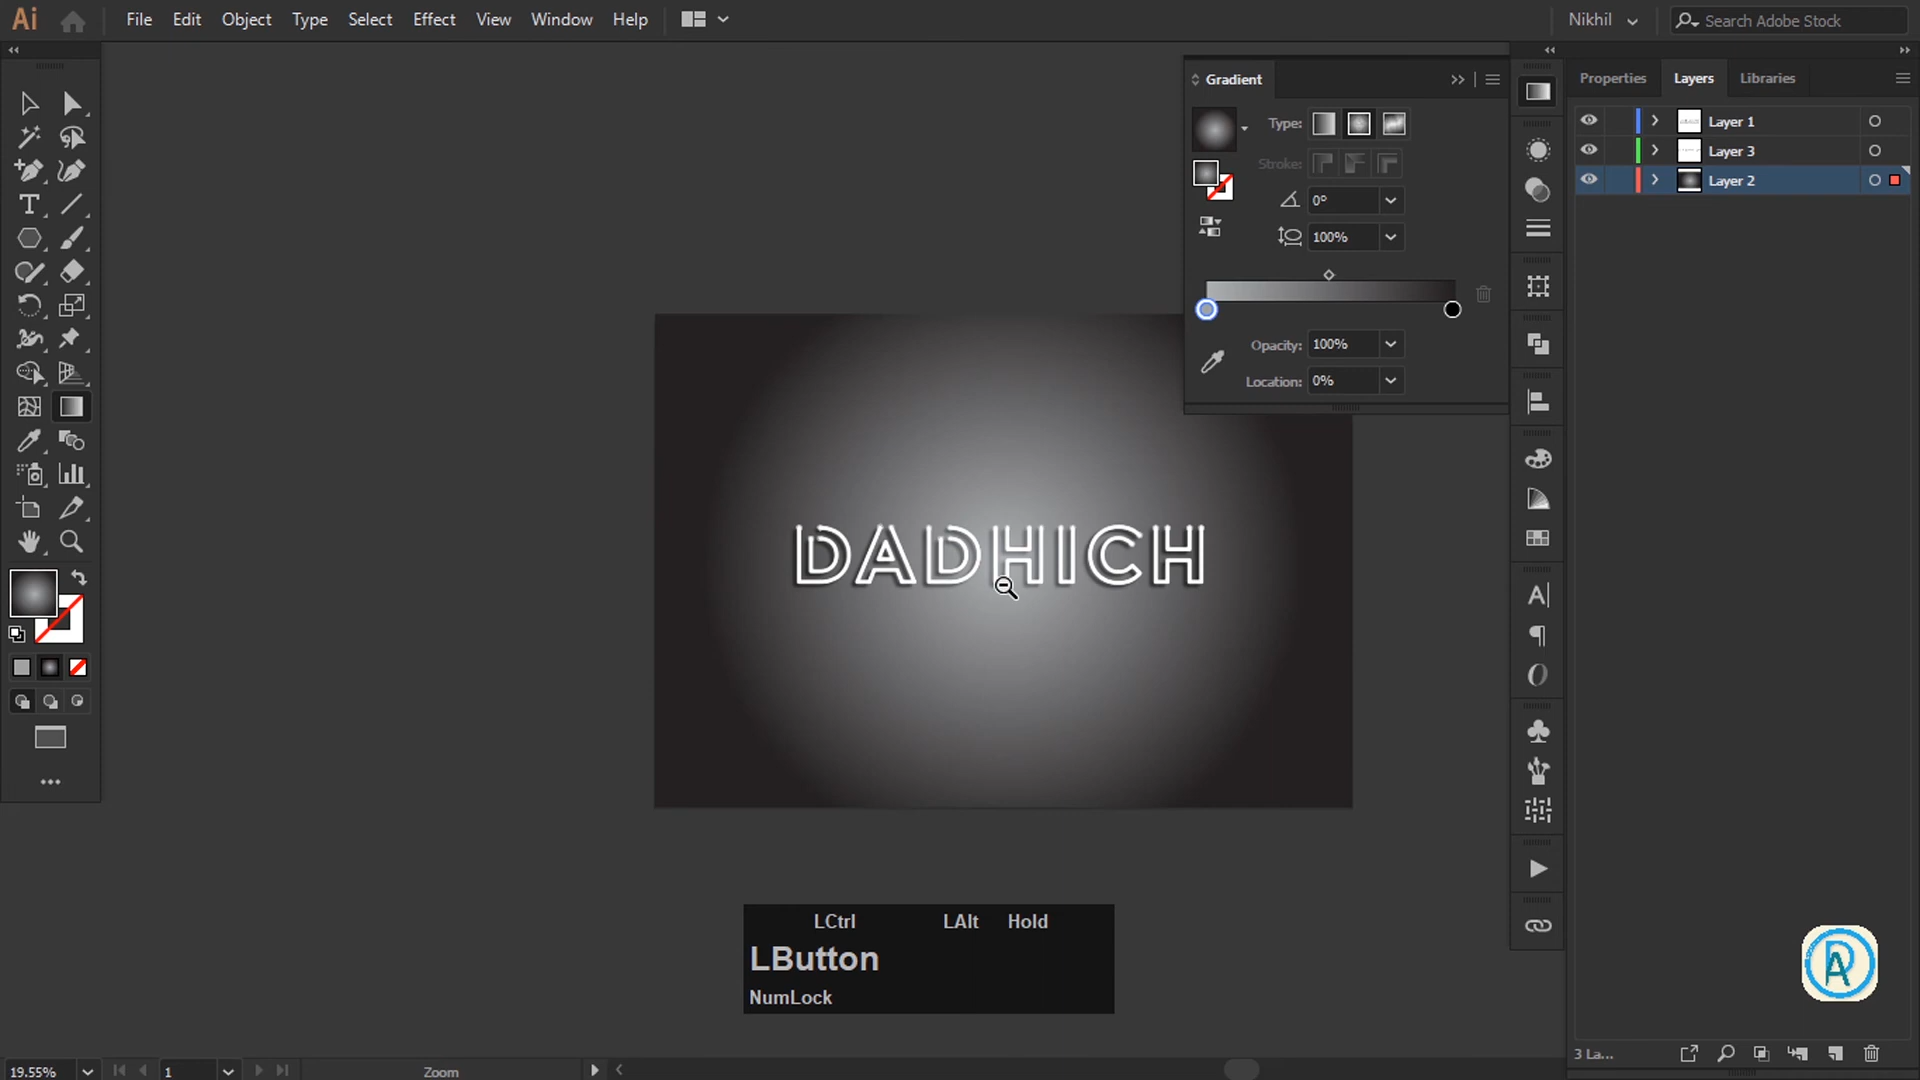 Ai File Edit Object Type Select Effect View Window Help Nikhil Search Adobe Stock
Gradient
Properties Layers Libraries
Type:
Stroke:
0°
100%
Opacity: 100%
Location: 0%
Layer 1
Layer 3
Layer 2
DADHICH
LCtrl LAlt Hold
LButton
NumLock
3 La...
19.55% 1 Zoom